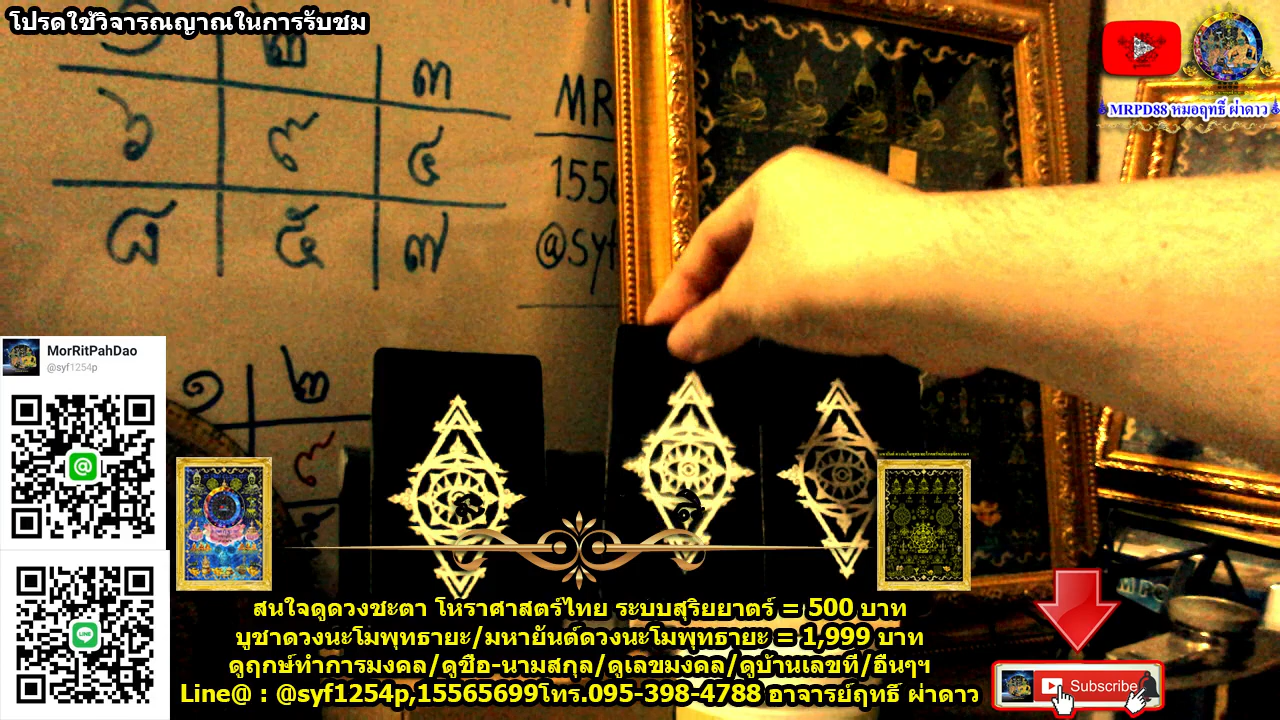 โปรดใช้วิจารณญาณในการรับชม
๑ ๒ ๓
๖ ๙ ๔
๘ ๕ ๗
MR
155
@syf
MRPD88 หมอฤทธิ์ ผ่าดาว
MorRitPahDao
@syf1254p
๑ ๒
สนใจดูดวงชะตา โหราศาสตร์ไทย ระบบสุริยยาตร์ = 500 บาท
บูชาดวงนะโมพุทธายะ/มหายันต์ดวงนะโมพุทธายะ = 1,999 บาท
ดูฤกษ์ทำการมงคล/ดูชื่อ-นามสกุล/ดูเลขมงคล/ดูบ้านเลขที่/อื่นๆฯ
Line@ : @syf1254p,15565699โทร.095-398-4788 อาจารย์ฤทธิ์ ผ่าดาว
Subscribe